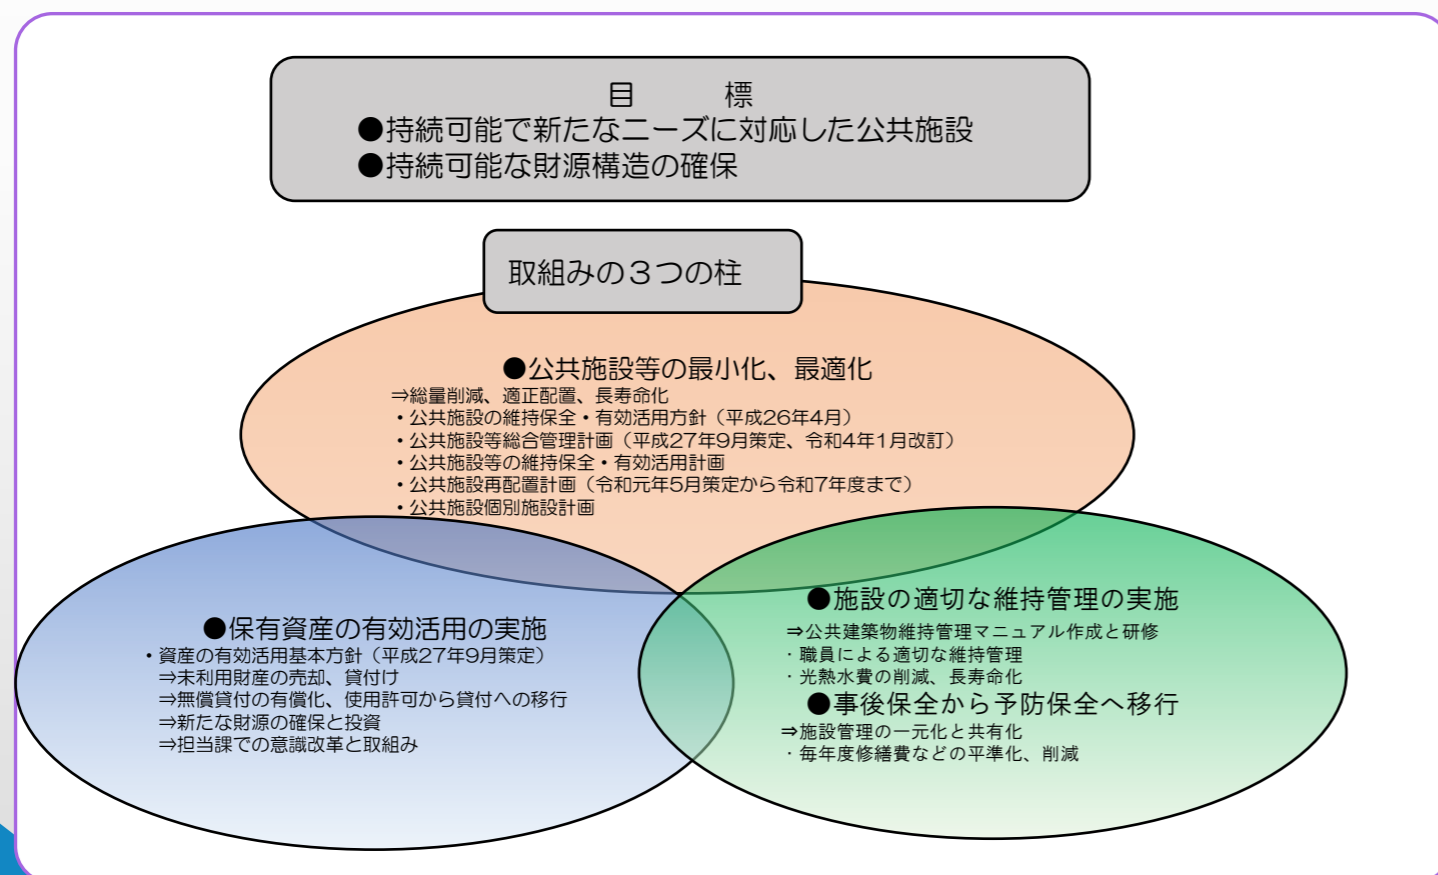 目　　　標
●持続可能で新たなニーズに対応した公共施設
●持続可能な財源構造の確保
取組みの３つの柱
●公共施設等の最小化、最適化
⇒総量削減、適正配置、長寿命化
・公共施設の維持保全・有効活用方針（平成26年4月）
・公共施設等総合管理計画（平成27年9月策定、令和4年1月改訂）
・公共施設等の維持保全・有効活用計画
・公共施設再配置計画（令和元年5月策定から令和7年度まで）
・公共施設個別施設計画
●保有資産の有効活用の実施
・資産の有効活用基本方針（平成27年9月策定）
⇒未利用財産の売却、貸付け
⇒無償貸付の有償化、使用許可から貸付への移行
⇒新たな財源の確保と投資
⇒担当課での意識改革と取組み
●施設の適切な維持管理の実施
⇒公共建築物維持管理マニュアル作成と研修
・職員による適切な維持管理
・光熱水費の削減、長寿命化
●事後保全から予防保全へ移行
⇒施設管理の一元化と共有化
・毎年度修繕費などの平準化、削減